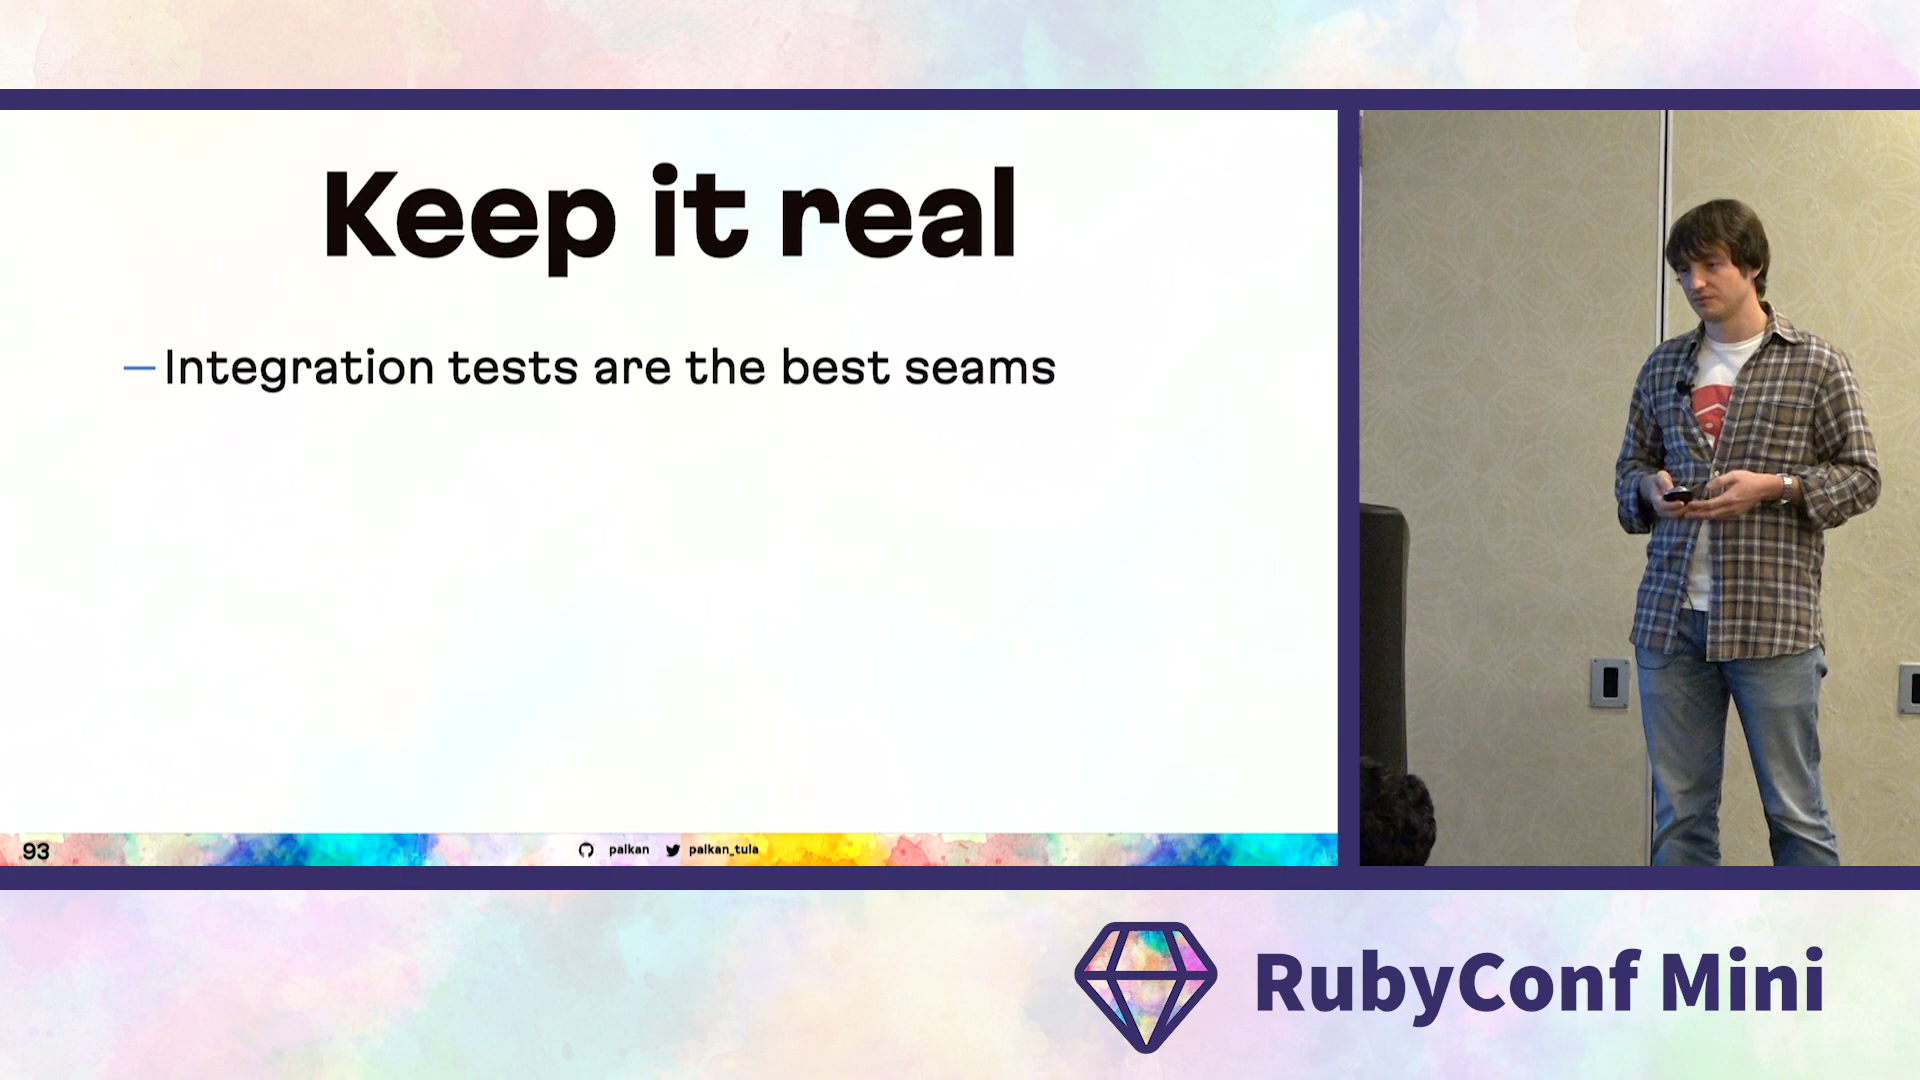 Keep it real
— Integration tests are the best seams
93
palkan palkan_tula
RubyConf Mini